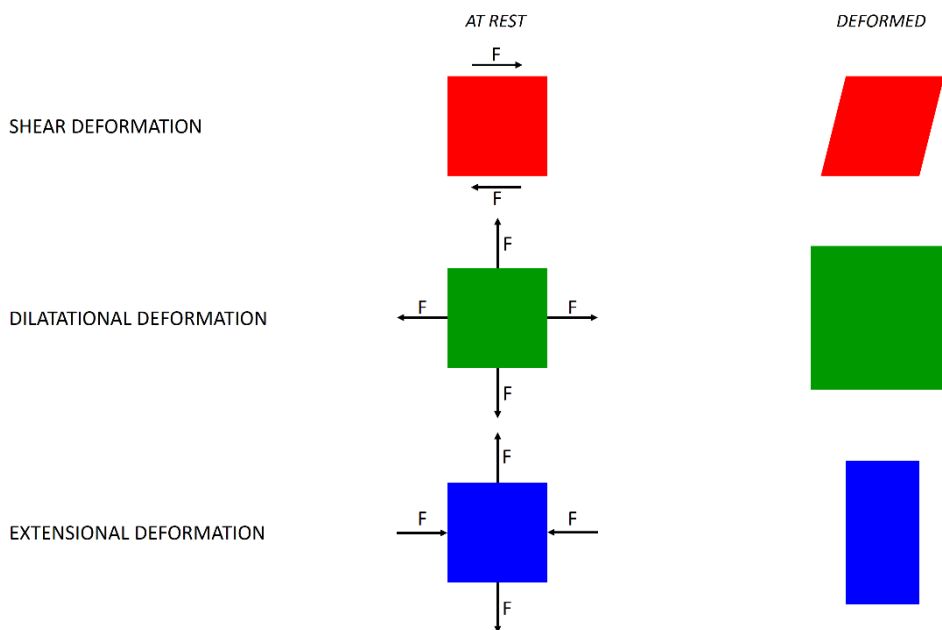 AT REST
DEFORMED
F
SHEAR DEFORMATION
F
F
F
DILATATIONAL DEFORMATION
F
F
F
F
F
EXTENSIONAL DEFORMATION
F